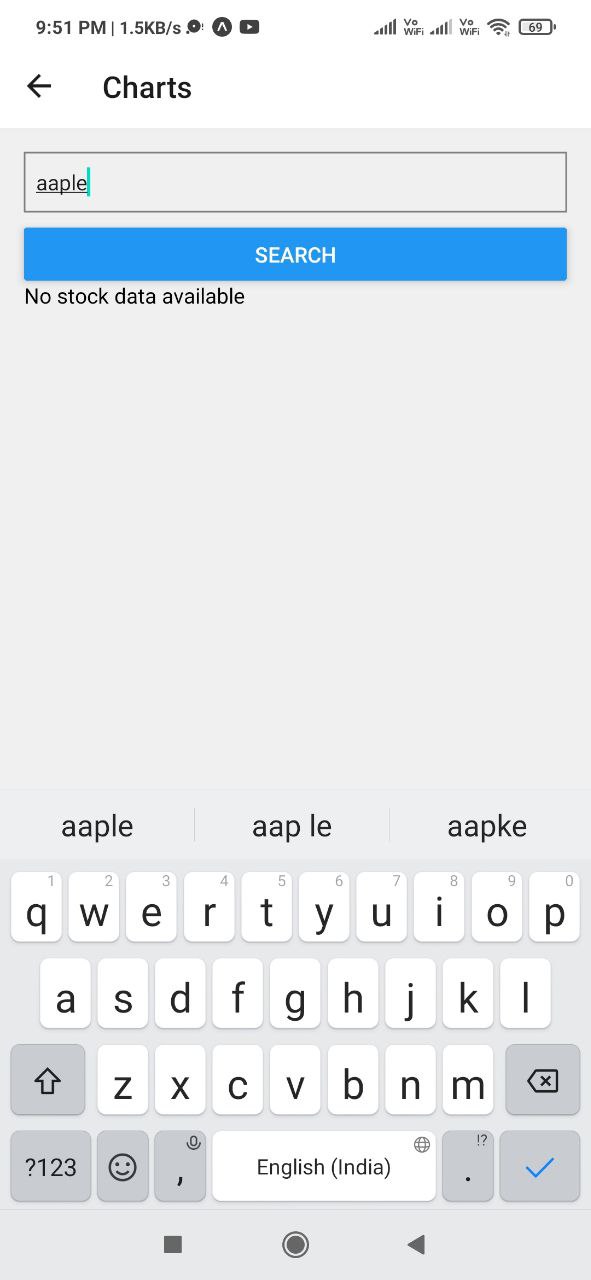 9:51 PM | 1.5KB/s
Vo WiFi Vo WiFi 69
Charts
aaple
SEARCH
No stock data available
aaple aap le aapke
1 2 3 4 5 6 7 8 9 0
q w e r t y u i o p
a s d f g h j k l
z x c v b n m
?123 , English (India) . !?